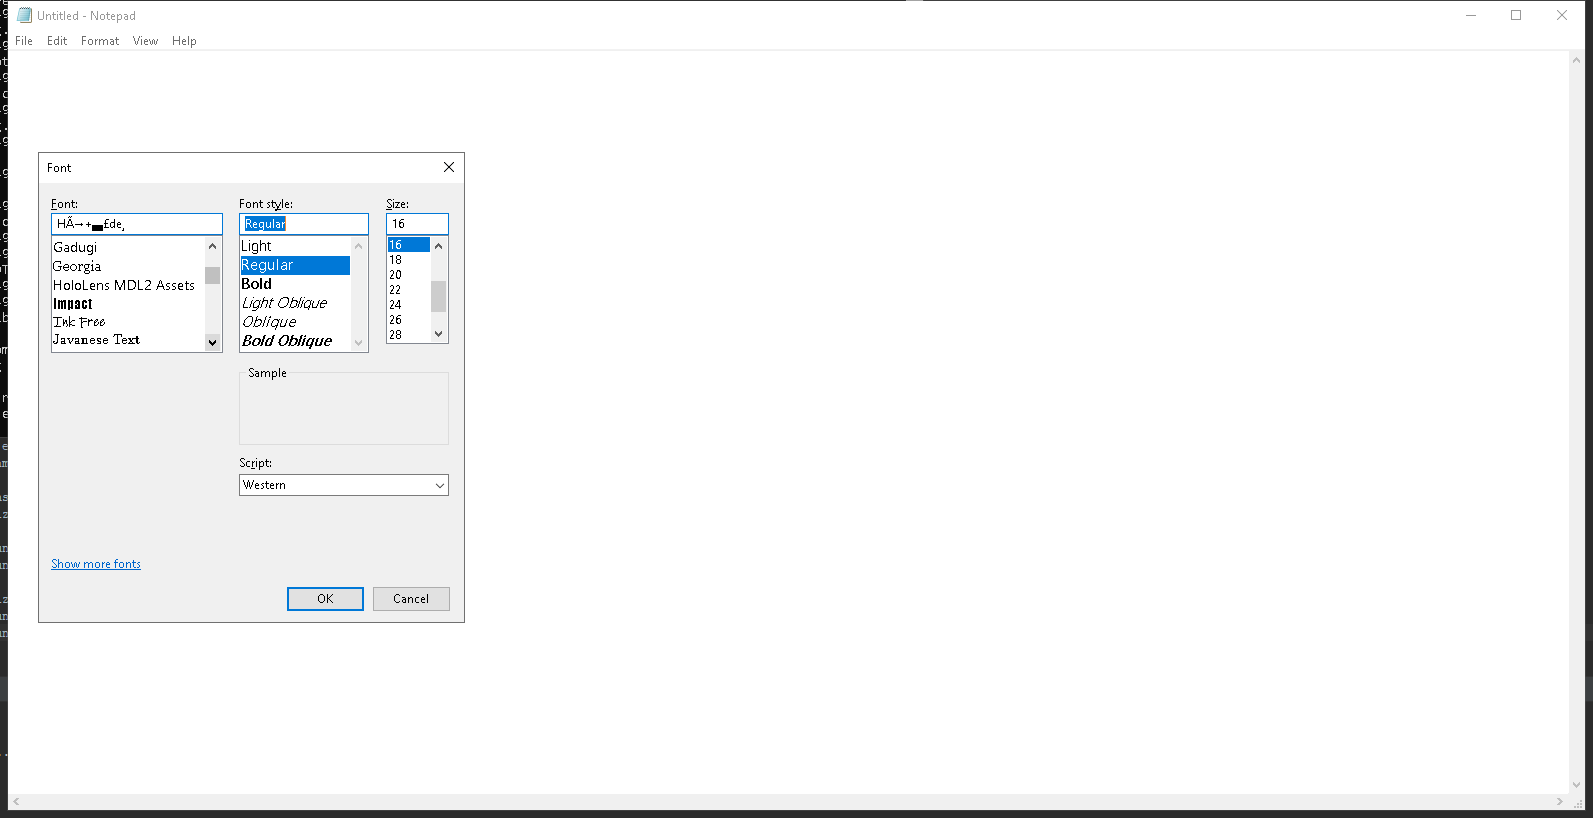 Untitled - Notepad
File Edit Format View Help
Font
Font:
HÃ→+▬£de¸
Gadugi
Georgia
HoloLens MDL2 Assets
Impact
Ink Free
Javanese Text
Font style:
Regular
Light
Regular
Bold
Light Oblique
Oblique
Bold Oblique
Size:
16
16
18
20
22
24
26
28
Sample
Script:
Western
Show more fonts
OK Cancel